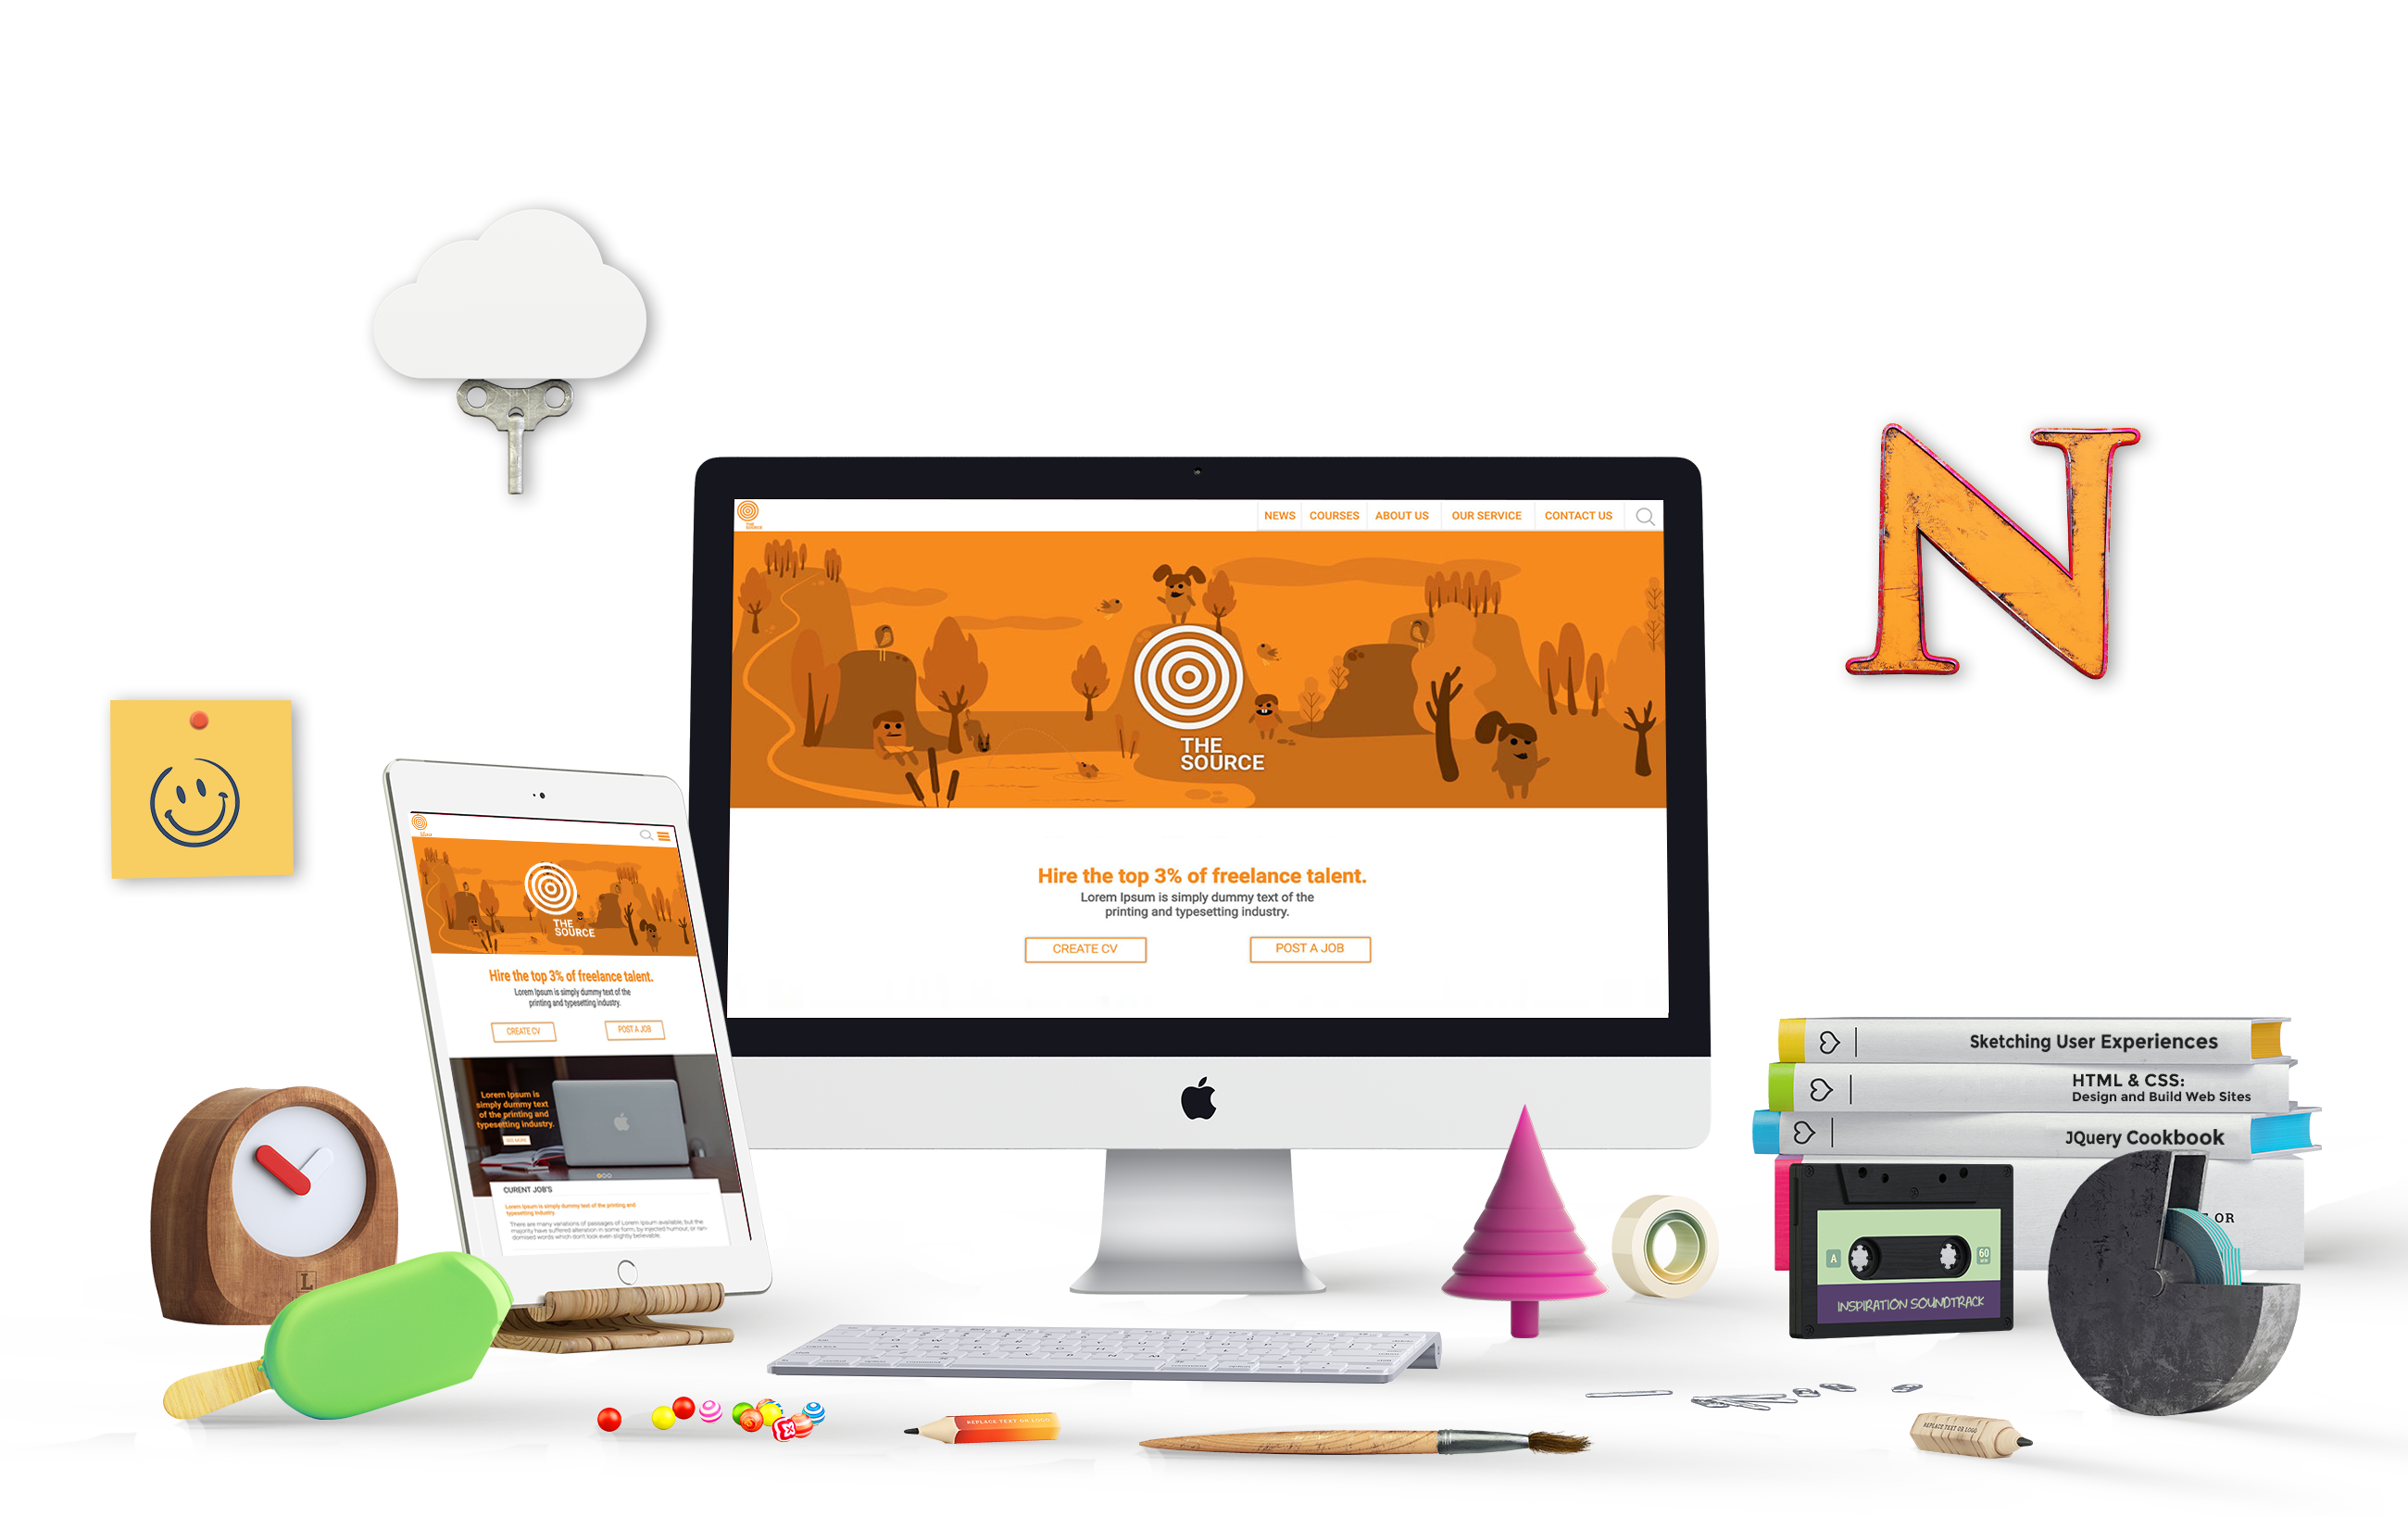 N
THE
SOURCE
NEWS
COURSES
ABOUT US
OUR SERVICE
CONTACT US
THE
SOURCE
Hire the top 3% of freelance talent.
Lorem Ipsum is simply dummy text of the
printing and typesetting industry.
CREATE CV
POST A JOB
THE
SOURCE
Hire the top 3% of freelance talent.
Lorem Ipsum is simply dummy text of the
printing and typesetting industry.
CREATE CV
POST A JOB
Lorem Ipsum is
simply dummy text
of the printing and
typesetting industry.
SEE MORE
CURENT JOB'S
Lorem Ipsum is simply dummy text of the printing and
typesetting industry
There are many variations of passages of Lorem Ipsum available, but the
majority have suffered alteration in some form, by injected humour, or ran-
domised words which don't look even slightly believable.
L
Sketching User Experiences
HTML & CSS:
Design and Build Web Sites
JQuery Cookbook
OR
A
60
MIN
INSPIRATION SOUNDTRACK
REPLACE TEXT OR LOGO
REPLACE TEXT OR LOGO